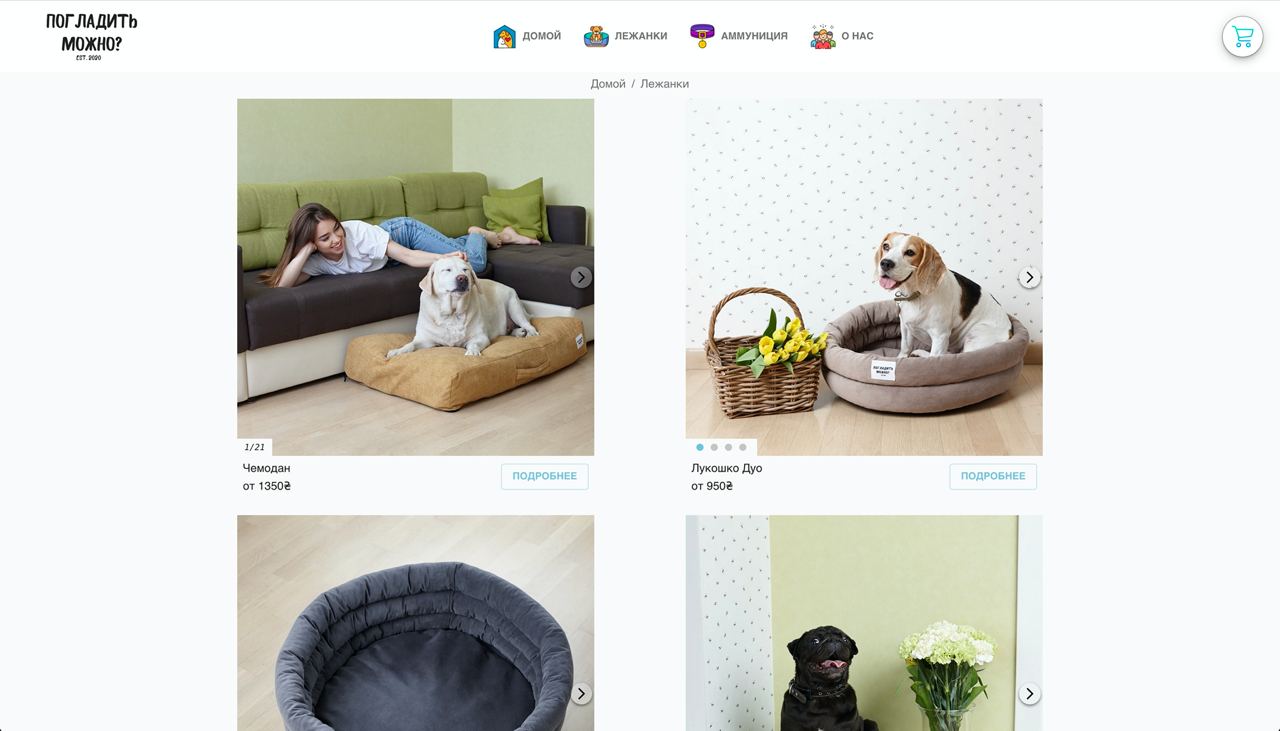 ПОГЛАДИТЬ
МОЖНО?
EST. 2020
ДОМОЙ
ЛЕЖАНКИ
АММУНИЦИЯ
О НАС
Домой / Лежанки
ПОГЛАДИТЬ
МОЖНО?
1/21
Чемодан
от 1350₴
ПОДРОБНЕЕ
Лукошко Дуо
от 950₴
ПОДРОБНЕЕ